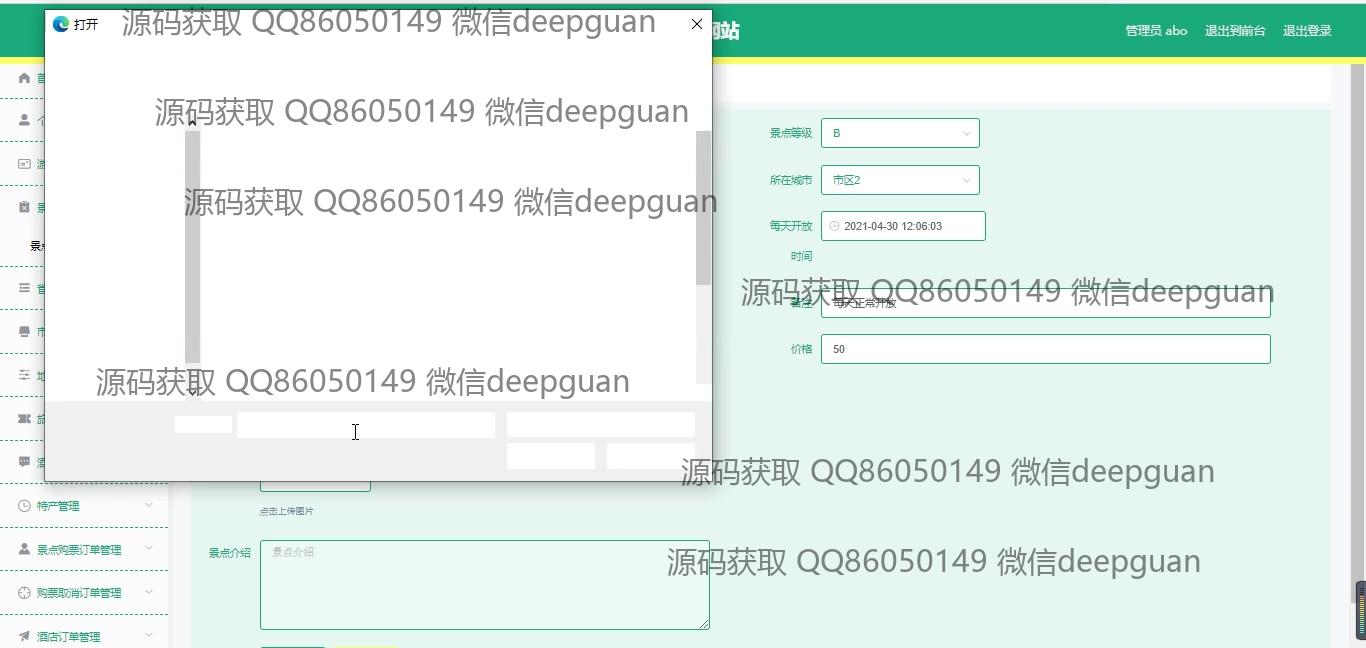 打开
源码获取 QQ86050149 微信deepguan
网站
管理员 abo
退出到前台
退出登录
源码获取 QQ86050149 微信deepguan
景点等级
B
源码获取 QQ86050149 微信deepguan
所在城市
市区2
每天开放
时间
2021-04-30 12:06:03
源码获取 QQ86050149 微信deepguan
备注
每天正常开放
价格
50
源码获取 QQ86050149 微信deepguan
源码获取 QQ86050149 微信deepguan
特产管理
点击上传图片
景点购票订单管理
景点介绍
景点介绍
源码获取 QQ86050149 微信deepguan
购票取消订单管理
酒店订单管理